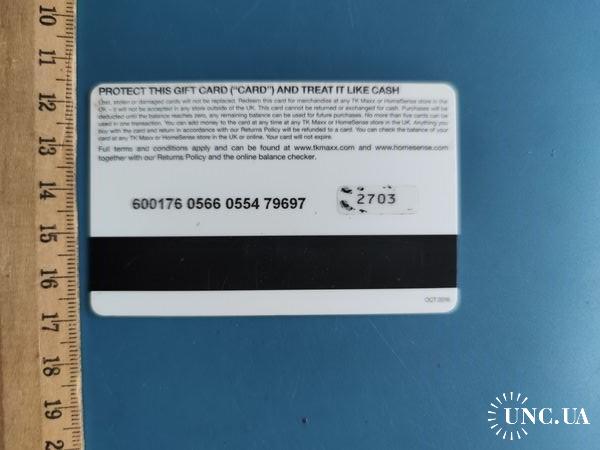 PROTECT THIS GIFT CARD ("CARD") AND TREAT IT LIKE CASH
Lost, stolen or damaged cards will not be replaced. Redeem this card for merchandise at any TK Maxx or HomeSense store in the
UK - it will not be accepted in any store outside of the UK. This card cannot be returned or exchanged for cash. Purchases will be
deducted until the balance reaches zero, any remaining balance can be used for future purchases. No more than five cards can be
used in one transaction. You can add money to the card at any time at any TK Maxx or HomeSense store in the UK. Anything you
buy with the card and return in accordance with our Returns Policy will be refunded to a card. You can check the balance of your
card at any TK Maxx or HomeSense store in the UK or online. Your card will not expire.
Full terms and conditions apply and can be found at www.tkmaxx.com and www.homesense.com
together with our Returns Policy and the online balance checker.
600176 0566 0554 79697
2703
OCT 2016
10
11
12
13
14
15
16
17
18
19
UNC.UA